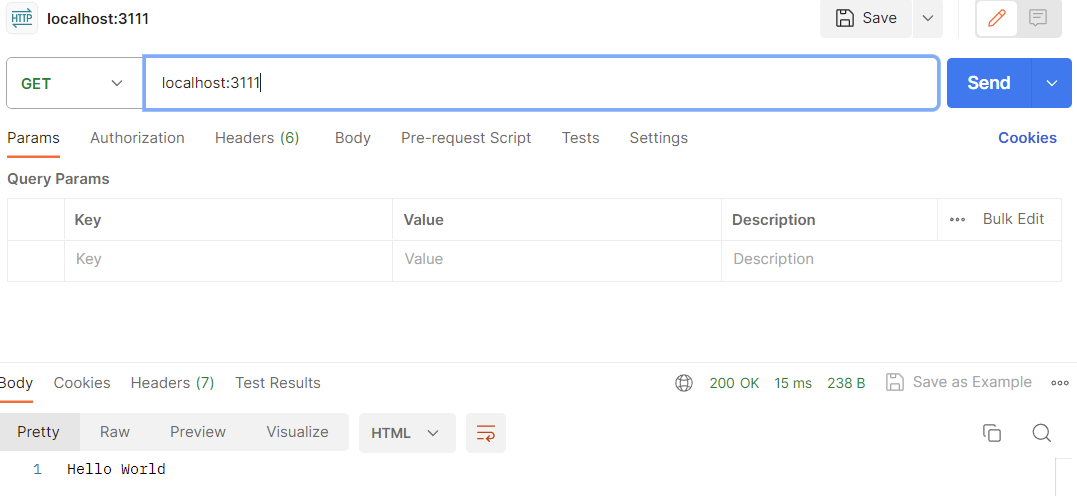 HTTP localhost:3111 Save
GET localhost:3111 Send
Params Authorization Headers (6) Body Pre-request Script Tests Settings Cookies
Query Params
Key Value Description Bulk Edit
Key Value Description
Body Cookies Headers (7) Test Results 200 OK 15 ms 238 B Save as Example
Pretty Raw Preview Visualize HTML
1 Hello World